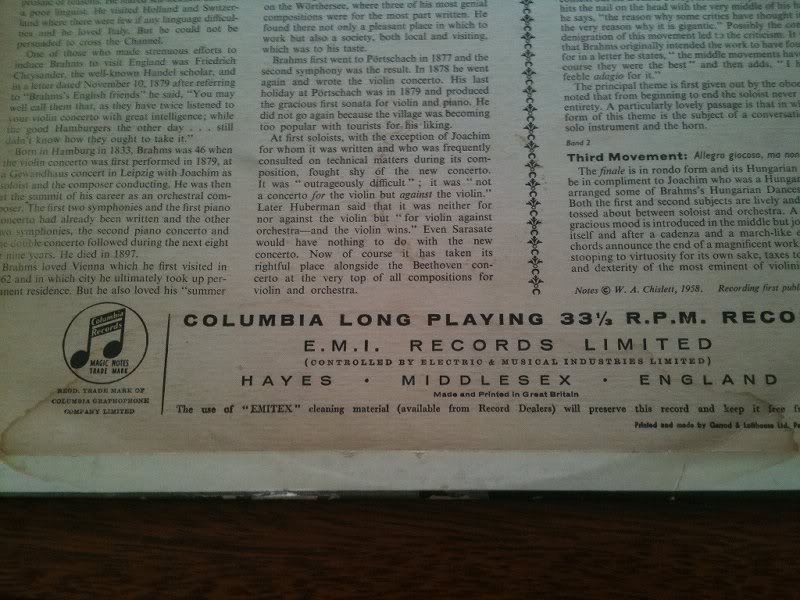 prosaic of reasons. He
land. He visited Holland and Switzer-
land where there were few if any language difficul-
ties and he loved Italy. But he could not be
persuaded to cross the Channel.
One of those who made strenuous efforts to
induce Brahms to visit England was Friedrich
Chrysander, the well-known Handel scholar, and
in a letter dated November 10, 1879 after referring
to "Brahms's English friends" he said, "You may
well call them that, as they have twice listened to
your violin concerto with great intelligence; while
the good Hamburgers the other day . . . still
didn't know how they ought to take it."
Born in Hamburg in 1833, Brahms was 46 when
the violin concerto was first performed in 1879, at
a Gewandhaus concert in Leipzig with Joachim as
soloist and the composer conducting. He was then
at the summit of his career as an orchestral com-
poser. The first two symphonies and the first piano
concerto had already been written and the other
two symphonies, the second piano concerto and
the double concerto followed during the next eight
or nine years. He died in 1897.
Brahms loved Vienna which he first visited in
62 and in which city he ultimately took up per-
manent residence. But he also loved his "summer
on the Wörthersee, where three of his most genial
compositions were for the most part written. He
found there not only a pleasant place in which to
work but also a society, both local and visiting,
which was to his taste.
Brahms first went to Pörtschach in 1877 and the
second symphony was the result. In 1878 he went
again and wrote the violin concerto. His last
holiday at Pörtschach was in 1879 and produced
the gracious first sonata for violin and piano. He
did not go again because the village was becoming
too popular with tourists for his liking.
At first soloists, with the exception of Joachim
for whom it was written and who was frequently
consulted on technical matters during its com-
position, fought shy of the new concerto.
It was "outrageously difficult"; it was "not
a concerto for the violin but against the violin."
Later Huberman said that it was neither for
nor against the violin but "for violin against
orchestra—and the violin wins." Even Sarasate
would have nothing to do with the new
concerto. Now of course it has taken its
rightful place alongside the Beethoven con-
certo at the very top of all compositions for
violin and orchestra.
hits the nail on the head with the very middle of his
he says, "the reason why some critics have thought
the very reason why it is gigantic." Possibly the
denigration of this movement led to the criticism. It
that Brahms originally intended the work to have
for in a letter he states, "the middle movements
course they were the best" and then adds, "I
feeble adagio for it."
The principal theme is first given out by the oboe
noted that from beginning to end the soloist never
entirety. A particularly lovely passage is that in
form of this theme is the subject of a conversati
solo instrument and the horn.
Band 2
Third Movement: Allegro giocoso, ma non
The finale is in rondo form and its Hungarian
be in compliment to Joachim who was a Hungar
arranged some of Brahms's Hungarian Dances
Both the first and second subjects are lively and
tossed about between soloist and orchestra. A
gracious mood is introduced in the middle but
itself and after a cadenza and a march-like
chords announce the end of a magnificent work
stooping to virtuosity for its own sake, taxes
and dexterity of the most eminent of violinis
Notes © W. A. Chislett, 1958. Recording first publ
Columbia
Records
MAGIC NOTES
TRADE MARK
REGD. TRADE MARK OF
COLUMBIA GRAPHOPHONE
COMPANY LIMITED
COLUMBIA LONG PLAYING 33⅓ R.P.M. RECO
E.M.I. RECORDS LIMITED
(CONTROLLED BY ELECTRIC & MUSICAL INDUSTRIES LIMITED)
HAYES · MIDDLESEX · ENGLAND
Made and Printed in Great Britain
The use of "EMITEX" cleaning material (available from Record Dealers) will preserve this record and keep it free f
Printed and made by Garrod & Lofthouse Ltd.